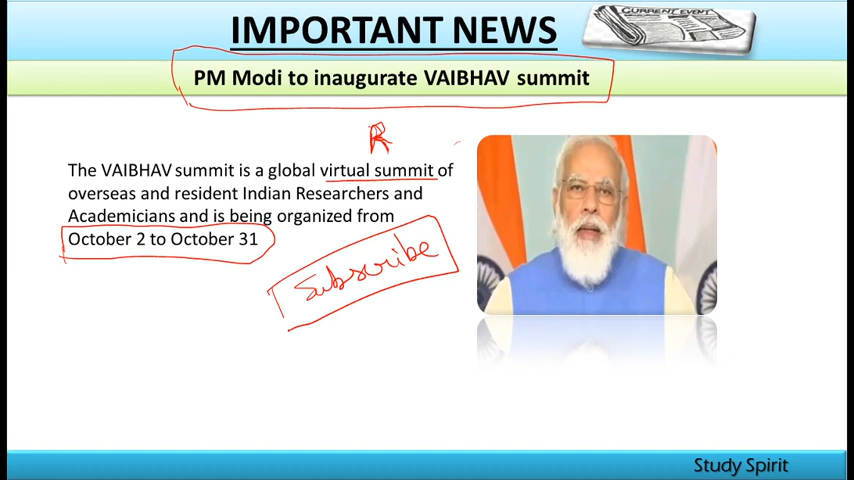 IMPORTANT NEWS
CURRENT EVENT
PM Modi to inaugurate VAIBHAV summit
The VAIBHAV summit is a global virtual summit of
overseas and resident Indian Researchers and
Academicians and is being organized from
October 2 to October 31
Subscribe
Study Spirit